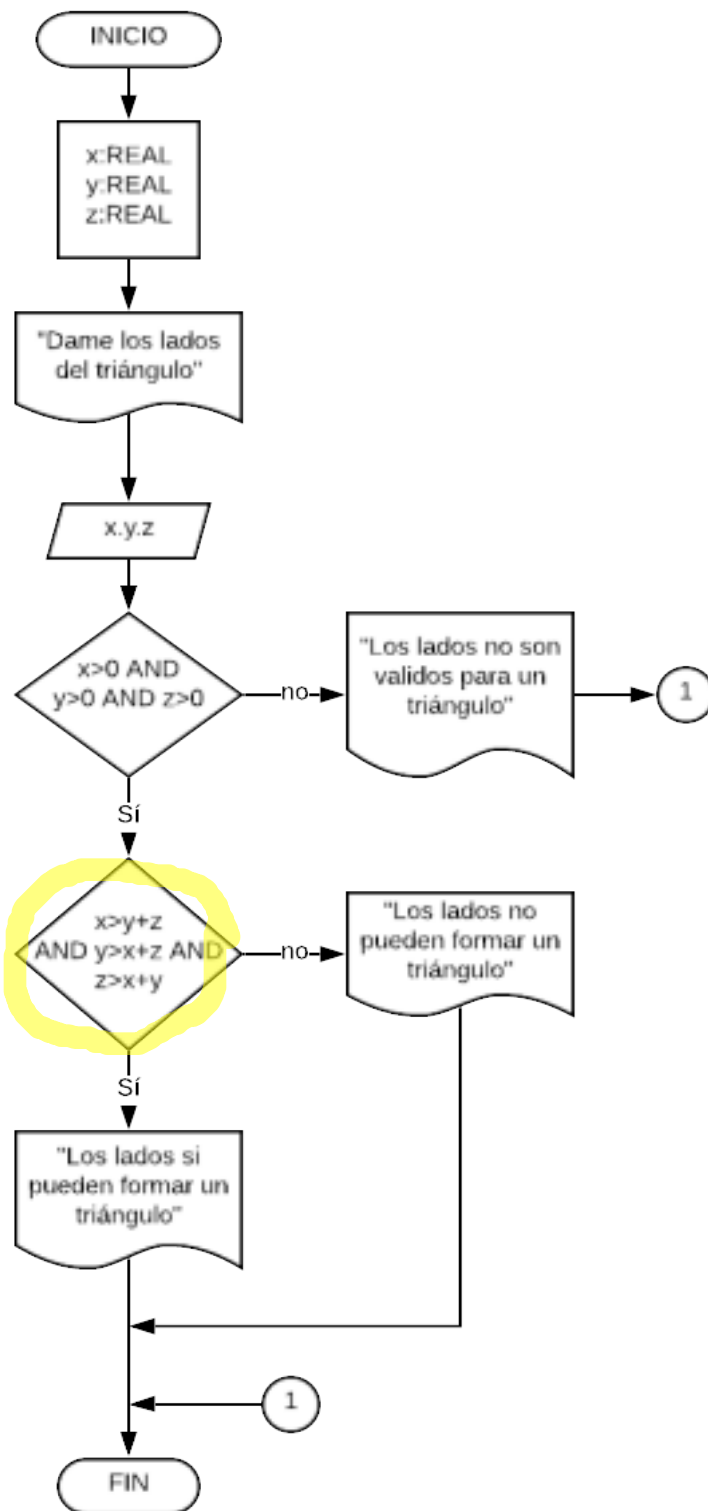 INICIO
x:REAL
y:REAL
z:REAL
"Dame los lados
del triángulo"
x.y.z
x>0 AND
y>0 AND z>0
no
"Los lados no son
validos para un
triángulo"
1
Sí
x>y+z
AND y>x+z AND
z>x+y
no
"Los lados no
pueden formar un
triángulo"
Sí
"Los lados si
pueden formar un
triángulo"
1
FIN